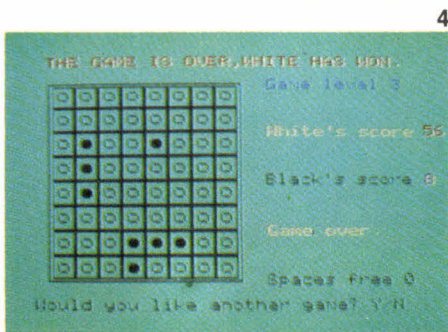 4
THE GAME IS OVER,WHITE HAS WON.
Game level 3
White's score 56
Black's score 8
Game over
Spaces free 0
Would you like another game? Y/N